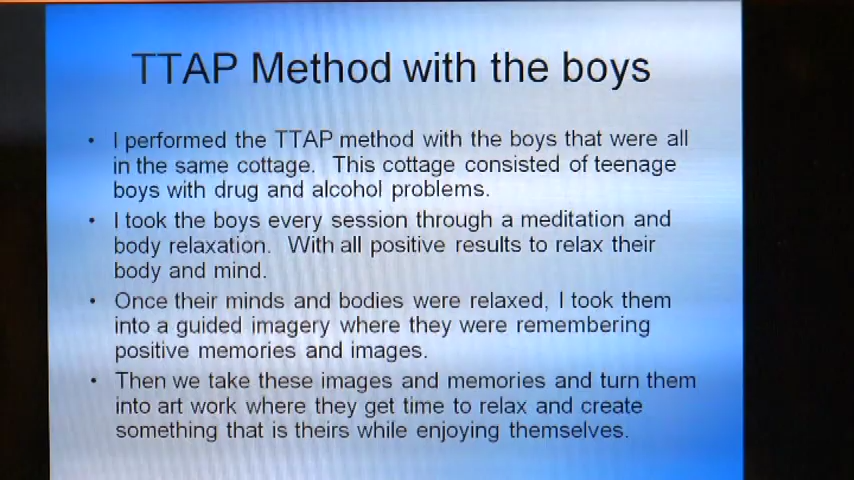 TTAP Method with the boys
• I performed the TTAP method with the boys that were all
in the same cottage. This cottage consisted of teenage
boys with drug and alcohol problems.
• I took the boys every session through a meditation and
body relaxation. With all positive results to relax their
body and mind.
• Once their minds and bodies were relaxed, I took them
into a guided imagery where they were remembering
positive memories and images.
• Then we take these images and memories and turn them
into art work where they get time to relax and create
something that is theirs while enjoying themselves.